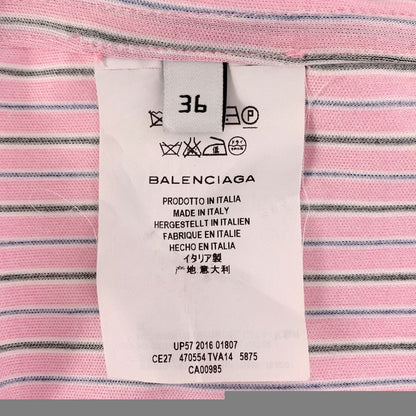 36
P
BALENCIAGA
PRODOTTO IN ITALIA
MADE IN ITALY
HERGESTELLT IN ITALIEN
FABRIQUE EN ITALIE
HECHO EN ITALIA
イタリア製
产地意大利
UP57 2016 01807
CE27 470554 TVA14 5875
CA00985